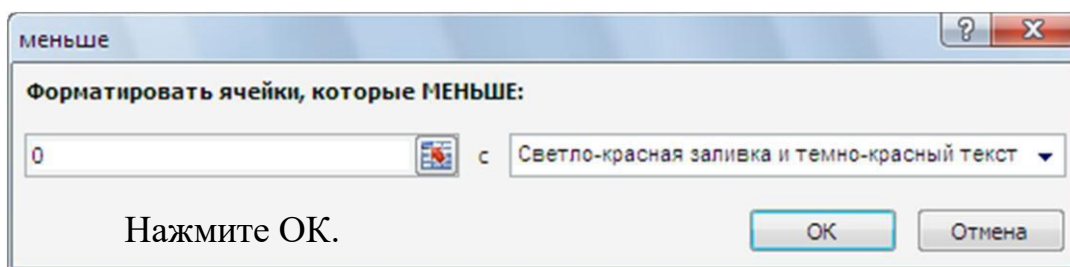 меньше
Форматировать ячейки, которые МЕНЬШЕ:
0 с Светло-красная заливка и темно-красный текст
Нажмите ОК. ОК Отмена